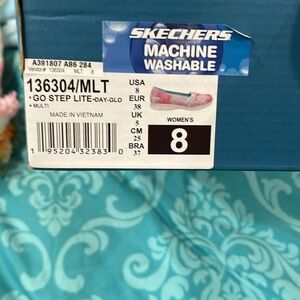 SKECHERS
MACHINE
WASHABLE
A391807 A86 284
Vendor# 136304 MLT 8
136304/MLT
• GO STEP LITE-DAY-GLO
• MULTI
MADE IN VIETNAM
USA
8
EUR
38
UK
5
CM
25
BRA
37
WOMEN'S
8
1 95204 32383 0